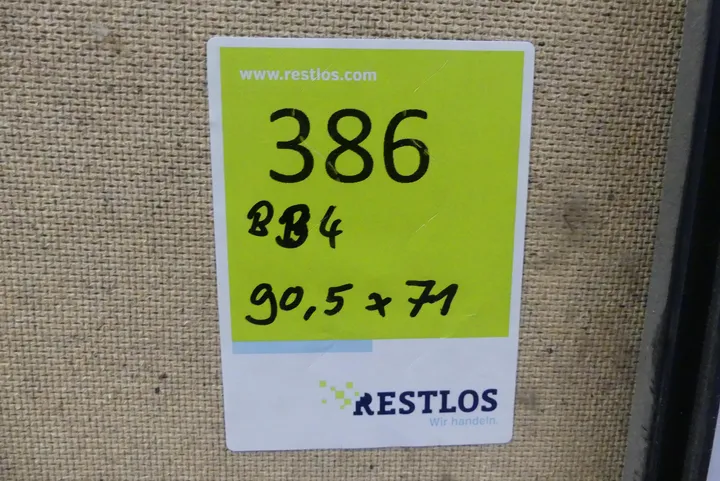 www.restlos.com
386
BB4
90,5 x 71
RESTLOS
Wir handeln.